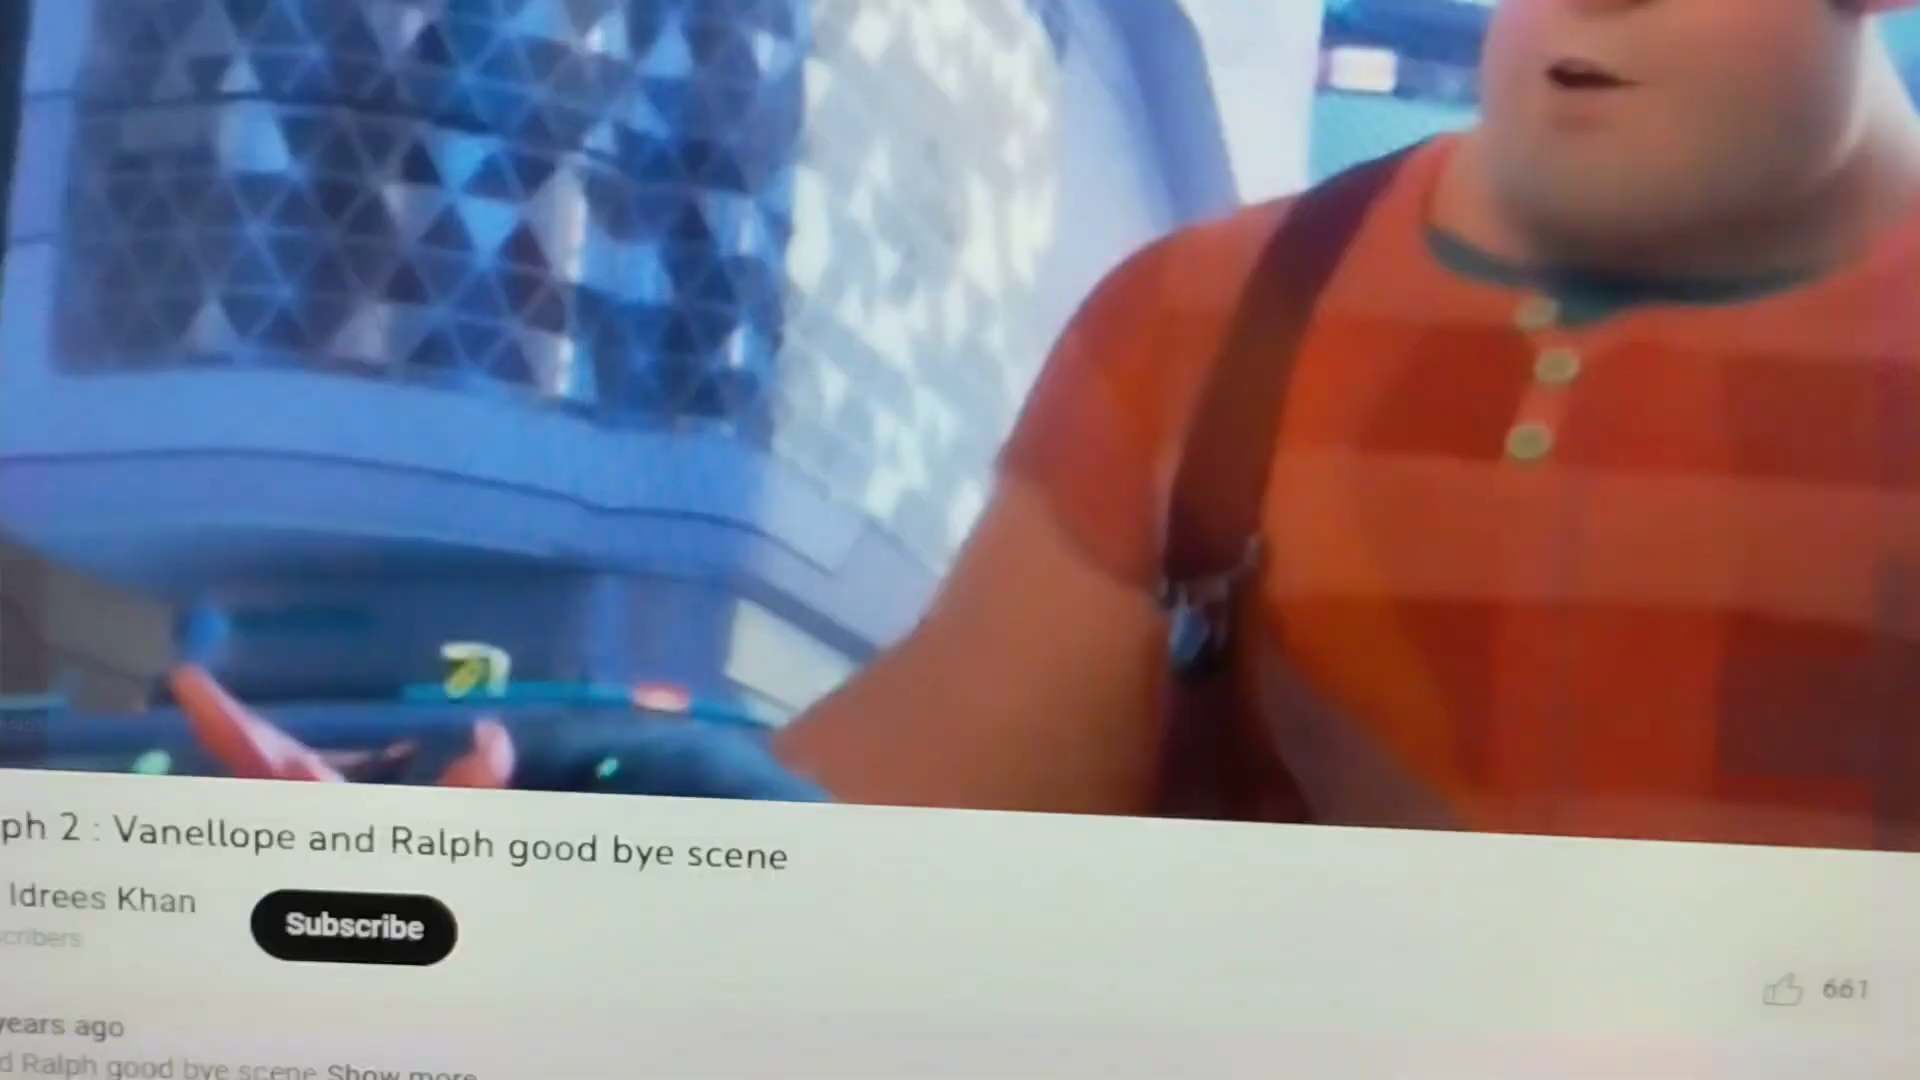 ph 2 : Vanellope and Ralph good bye scene
Idrees Khan
Subscribe
cribers
661
years ago
d Ralph good bye scene Show more